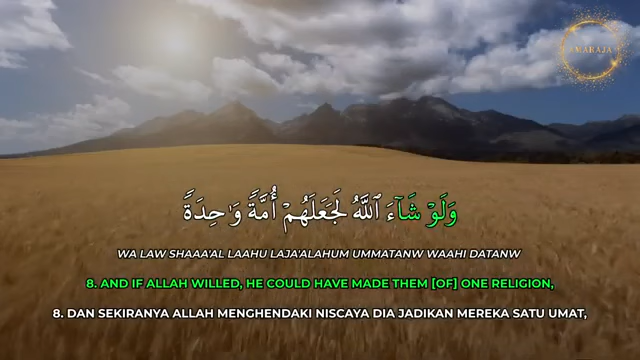 AMARAJA
وَلَوْ شَآءَ ٱللَّهُ لَجَعَلَهُمْ أُمَّةً وَٰحِدَةً
WA LAW SHAAA'AL LAAHU LAJA'ALAHUM UMMATANW WAAHI DATANW
8. AND IF ALLAH WILLED, HE COULD HAVE MADE THEM [OF] ONE RELIGION,
8. DAN SEKIRANYA ALLAH MENGHENDAKI NISCAYA DIA JADIKAN MEREKA SATU UMAT,